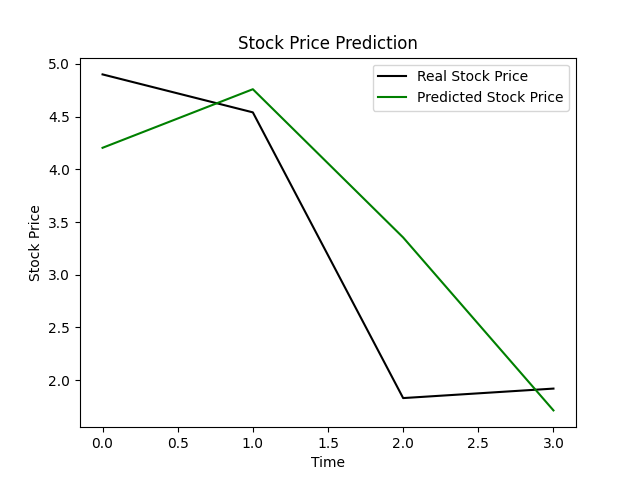 Stock Price Prediction
Real Stock Price
Predicted Stock Price
5.0
4.5
4.0
3.5
3.0
2.5
2.0
Stock Price
0.0 0.5 1.0 1.5 2.0 2.5 3.0
Time